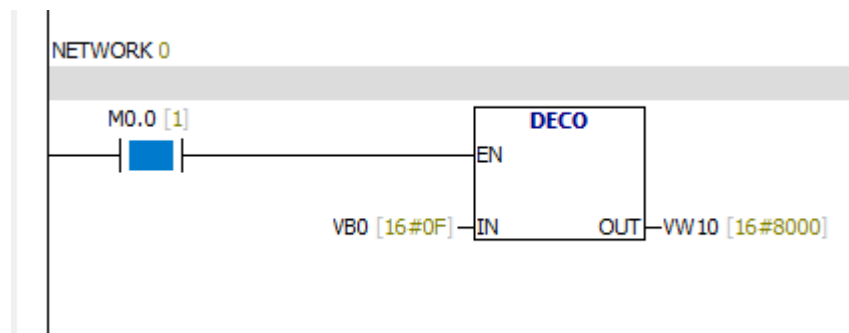 NETWORK 0
M0.0 [1]
DECO
EN
VB0 [16#0F] IN OUT VW10 [16#8000]